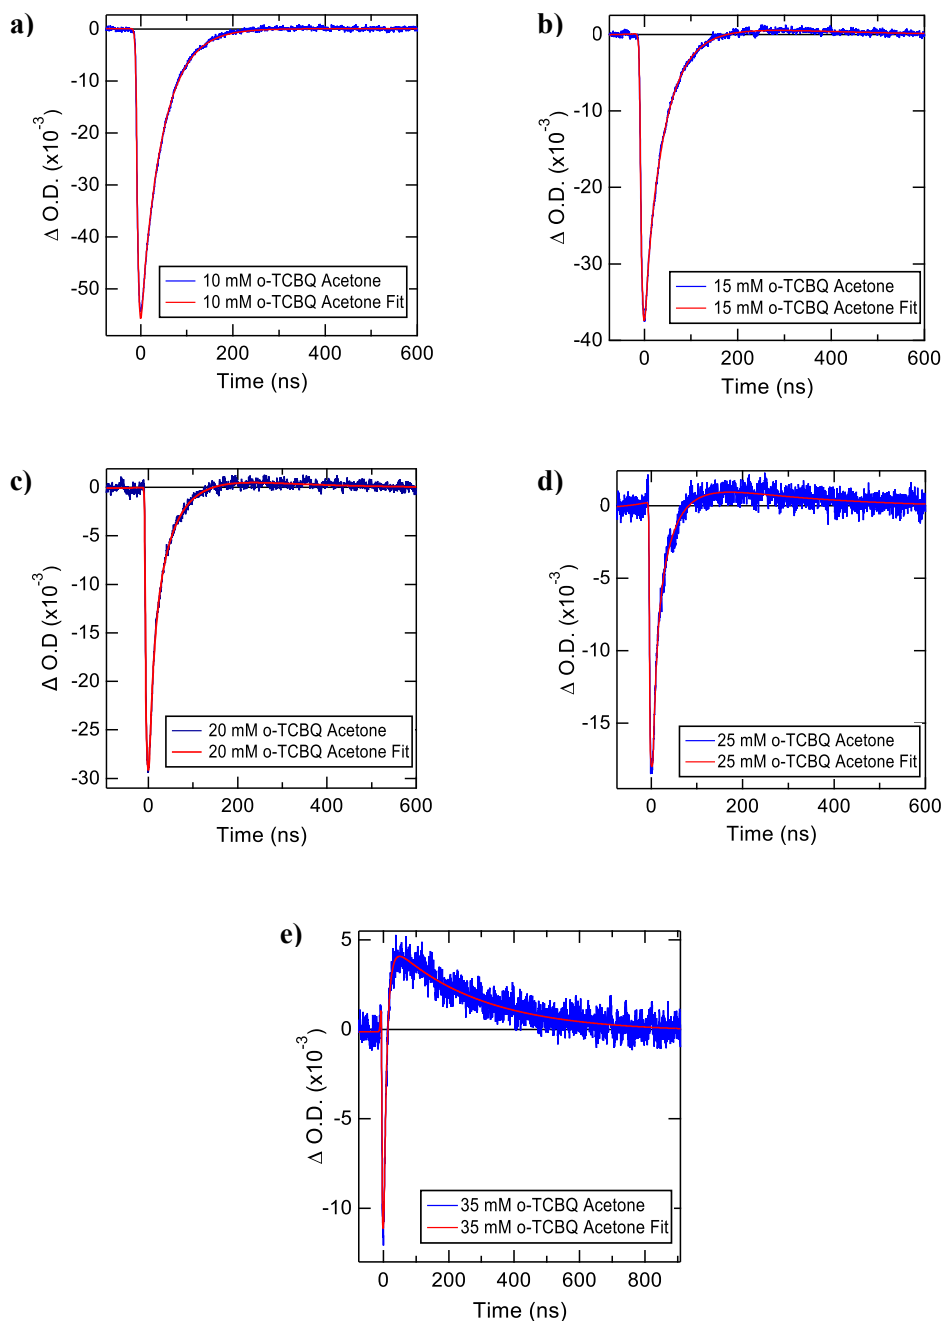 a)
0
-10
-20
-30
-40
-50
Δ O.D. (x10⁻³)
10 mM o-TCBQ Acetone
10 mM o-TCBQ Acetone Fit
0 200 400 600
Time (ns)
b)
0
-10
-20
-30
-40
Δ O.D. (x10⁻³)
15 mM o-TCBQ Acetone
15 mM o-TCBQ Acetone Fit
0 200 400 600
Time (ns)
c)
0
-5
-10
-15
-20
-25
-30
Δ O.D (x10⁻³)
20 mM o-TCBQ Acetone
20 mM o-TCBQ Acetone Fit
0 200 400 600
Time (ns)
d)
0
-5
-10
-15
Δ O.D. (x10⁻³)
25 mM o-TCBQ Acetone
25 mM o-TCBQ Acetone Fit
0 200 400 600
Time (ns)
e)
5
0
-5
-10
Δ O.D. (x10⁻³)
35 mM o-TCBQ Acetone
35 mM o-TCBQ Acetone Fit
0 200 400 600 800
Time (ns)